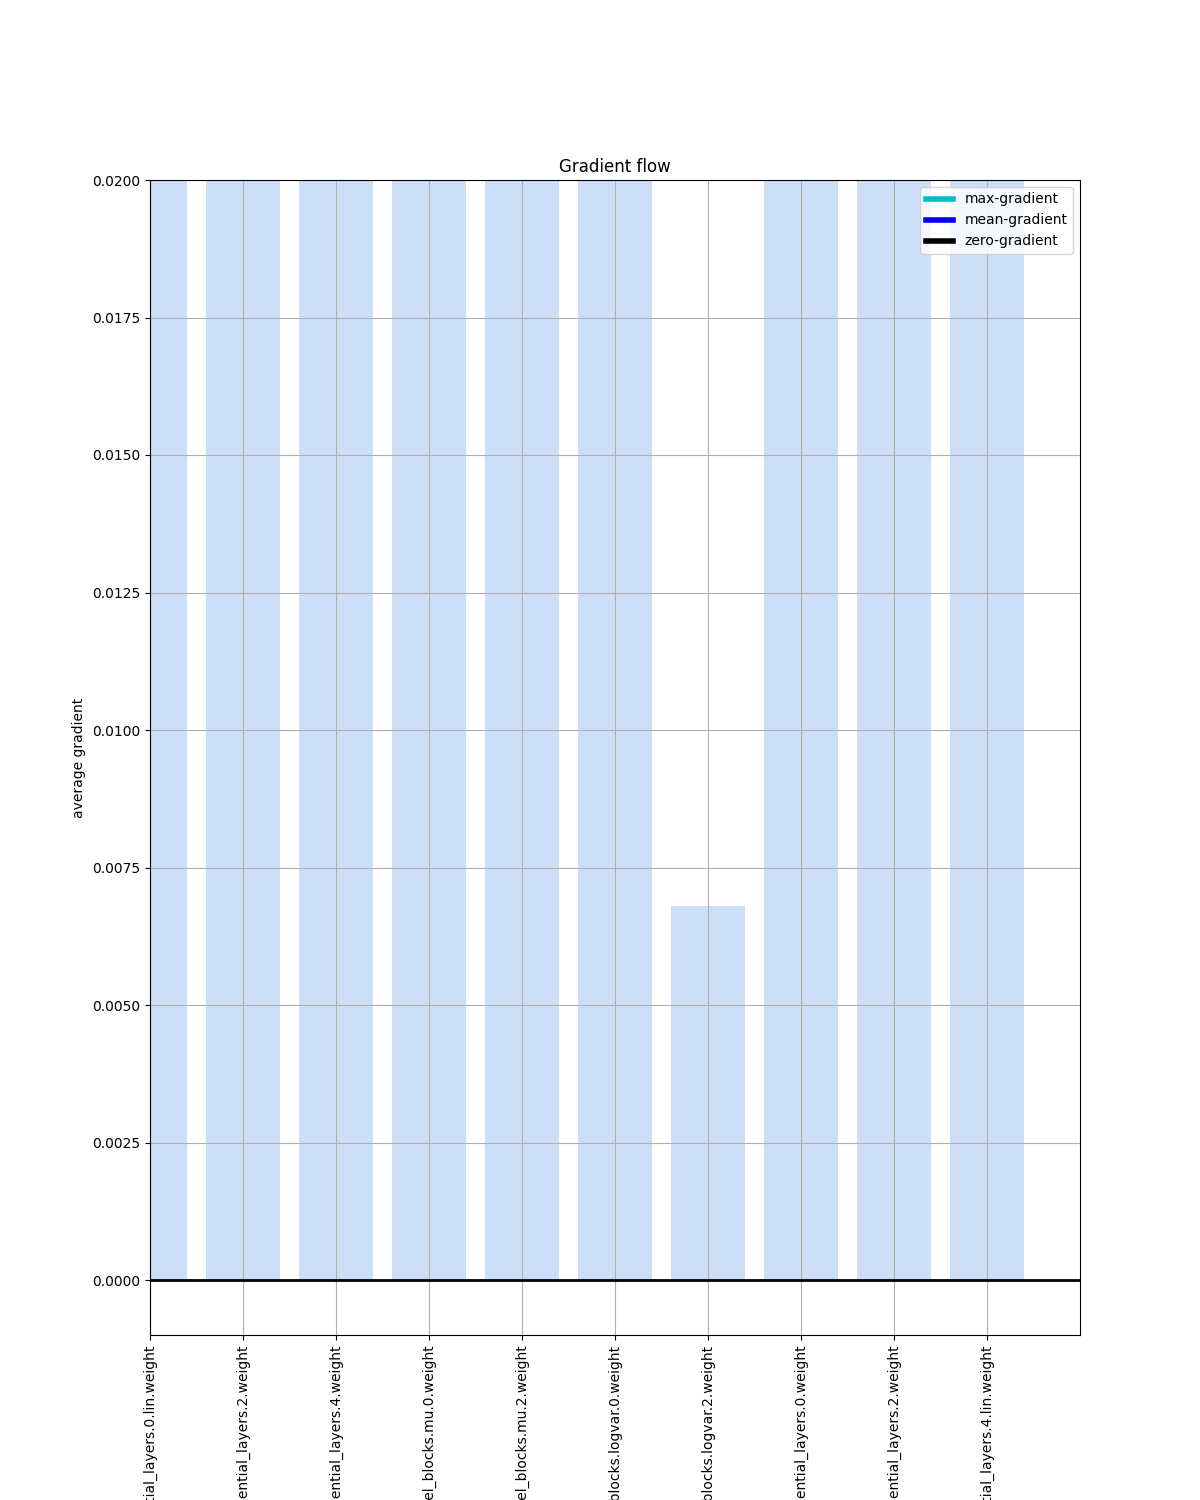 Gradient flow
max-gradient
mean-gradient
zero-gradient
0.0200
0.0175
0.0150
0.0125
0.0100
0.0075
0.0050
0.0025
0.0000
average gradient
tial_layers.0.lin.weight
ential_layers.2.weight
ential_layers.4.weight
el_blocks.mu.0.weight
el_blocks.mu.2.weight
blocks.logvar.0.weight
blocks.logvar.2.weight
ential_layers.0.weight
ential_layers.2.weight
tial_layers.4.lin.weight